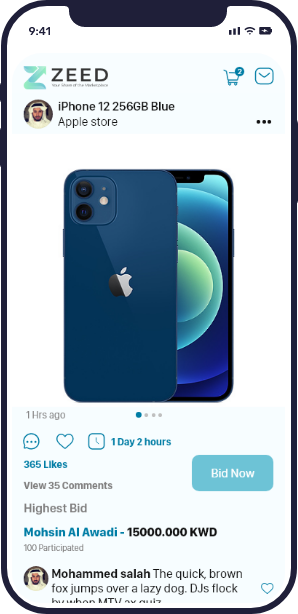 9:41
ZEED
Your Share of the Marketplace
2
iPhone 12 256GB Blue
Apple store
1 Hrs ago
1 Day 2 hours
365 Likes
Bid Now
View 35 Comments
Highest Bid
Mohsin Al Awadi - 15000.000 KWD
100 Participated
Mohammed salah The quick, brown
fox jumps over a lazy dog. DJs flock
by when MTV ax quiz